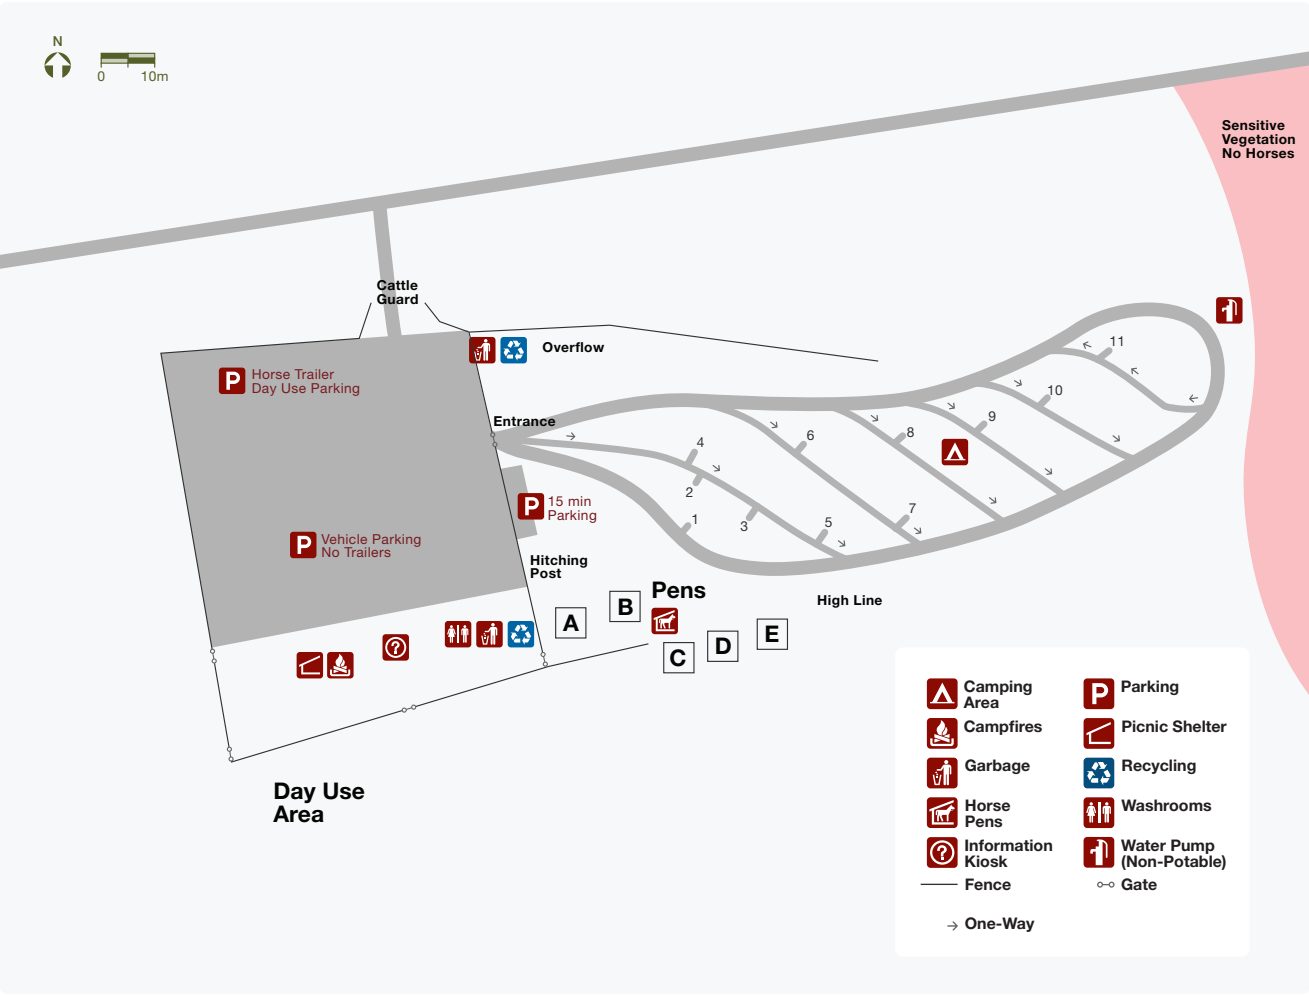 N
0 10m
Sensitive
Vegetation
No Horses
Cattle
Guard
Overflow
Horse Trailer
Day Use Parking
Entrance
11
10
9
8
6
4
2
1
3
5
7
15 min
Parking
Vehicle Parking
No Trailers
Hitching
Post
Pens
High Line
A
B
C
D
E
Day Use
Area
Camping
Area
Campfires
Garbage
Horse
Pens
Information
Kiosk
Fence
One-Way
Parking
Picnic Shelter
Recycling
Washrooms
Water Pump
(Non-Potable)
Gate